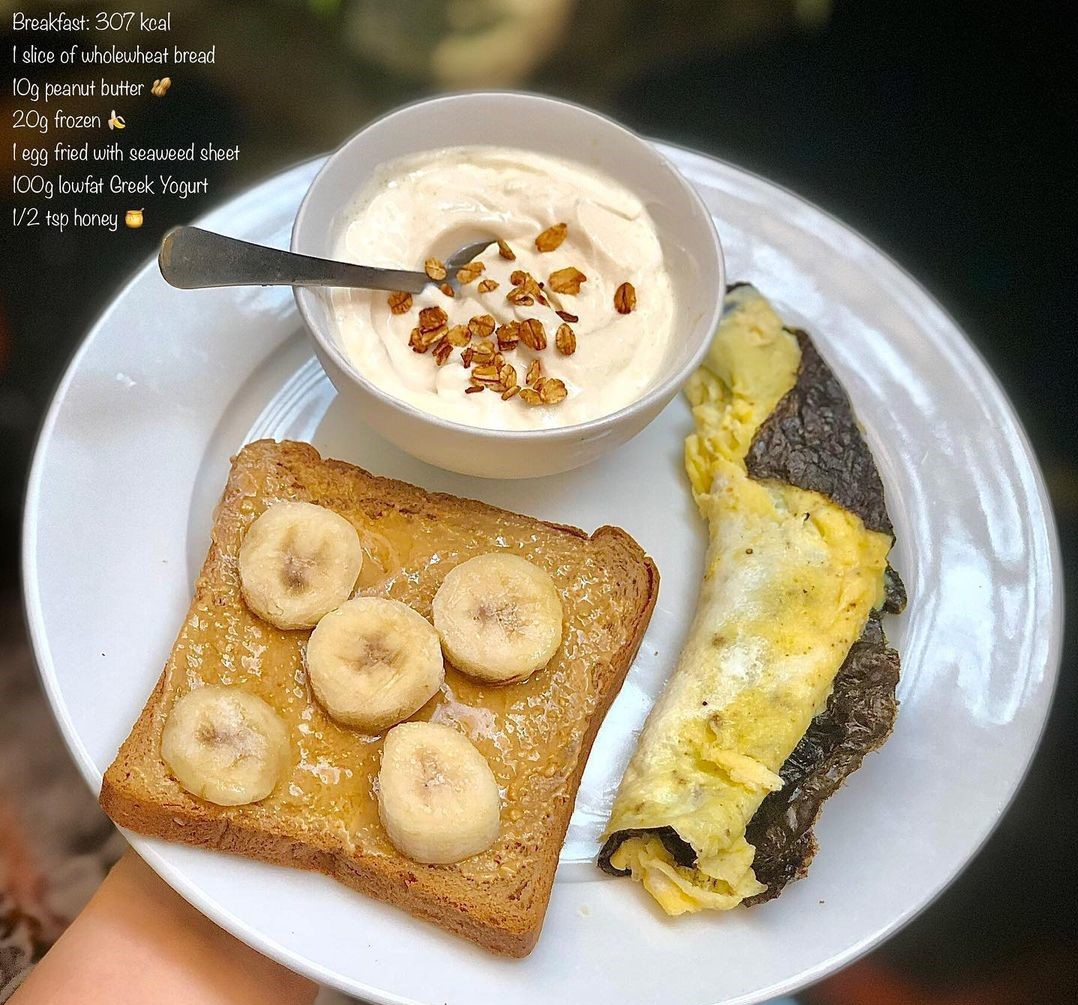 Breakfast: 307 kcal
1 slice of wholewheat bread
10g peanut butter 🥜
20g frozen 🍌
1 egg fried with seaweed sheet
100g lowfat Greek Yogurt
1/2 tsp honey 🍯